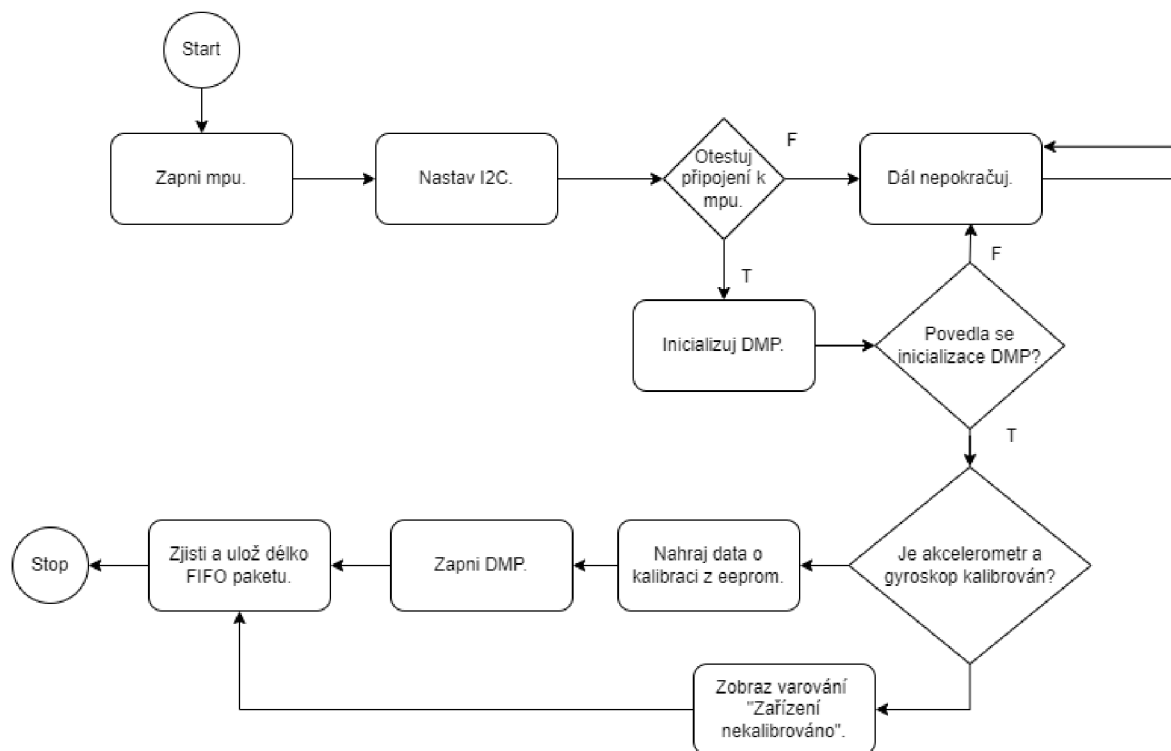 Start
Zapni mpu.
Nastav I2C.
Otestuj
připojení k
mpu.
F
Dál nepokračuj.
T
F
Inicializuj DMP.
Povedla se
inicializace DMP?
T
Stop
Zjisti a ulož délko
FIFO paketu.
Zapni DMP.
Nahraj data o
kalibraci z eeprom.
Je akcelerometr a
gyroskop kalibrován?
Zobraz varování
"Zařízení
nekalibrováno".